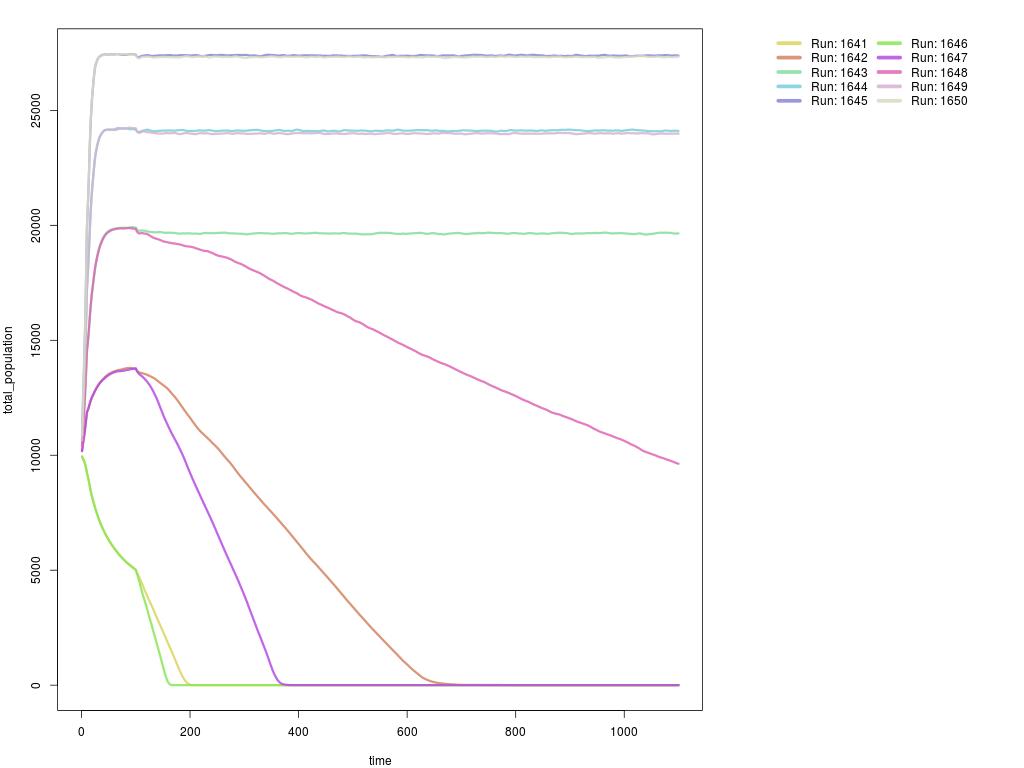 total_population
25000
20000
15000
10000
5000
0
0 200 400 600 800 1000
time
Run: 1641 Run: 1646
Run: 1642 Run: 1647
Run: 1643 Run: 1648
Run: 1644 Run: 1649
Run: 1645 Run: 1650